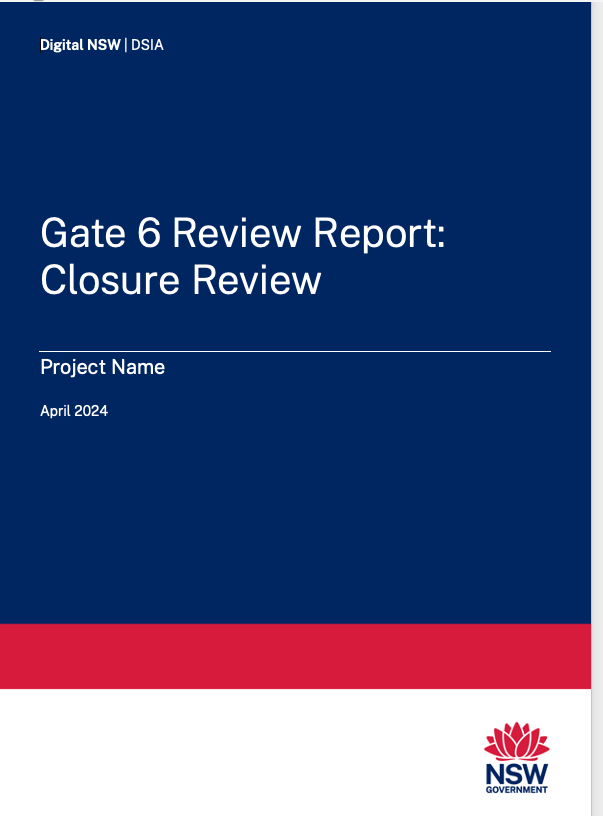 Digital NSW | DSIA
Gate 6 Review Report:
Closure Review
Project Name
April 2024
NSW
GOVERNMENT